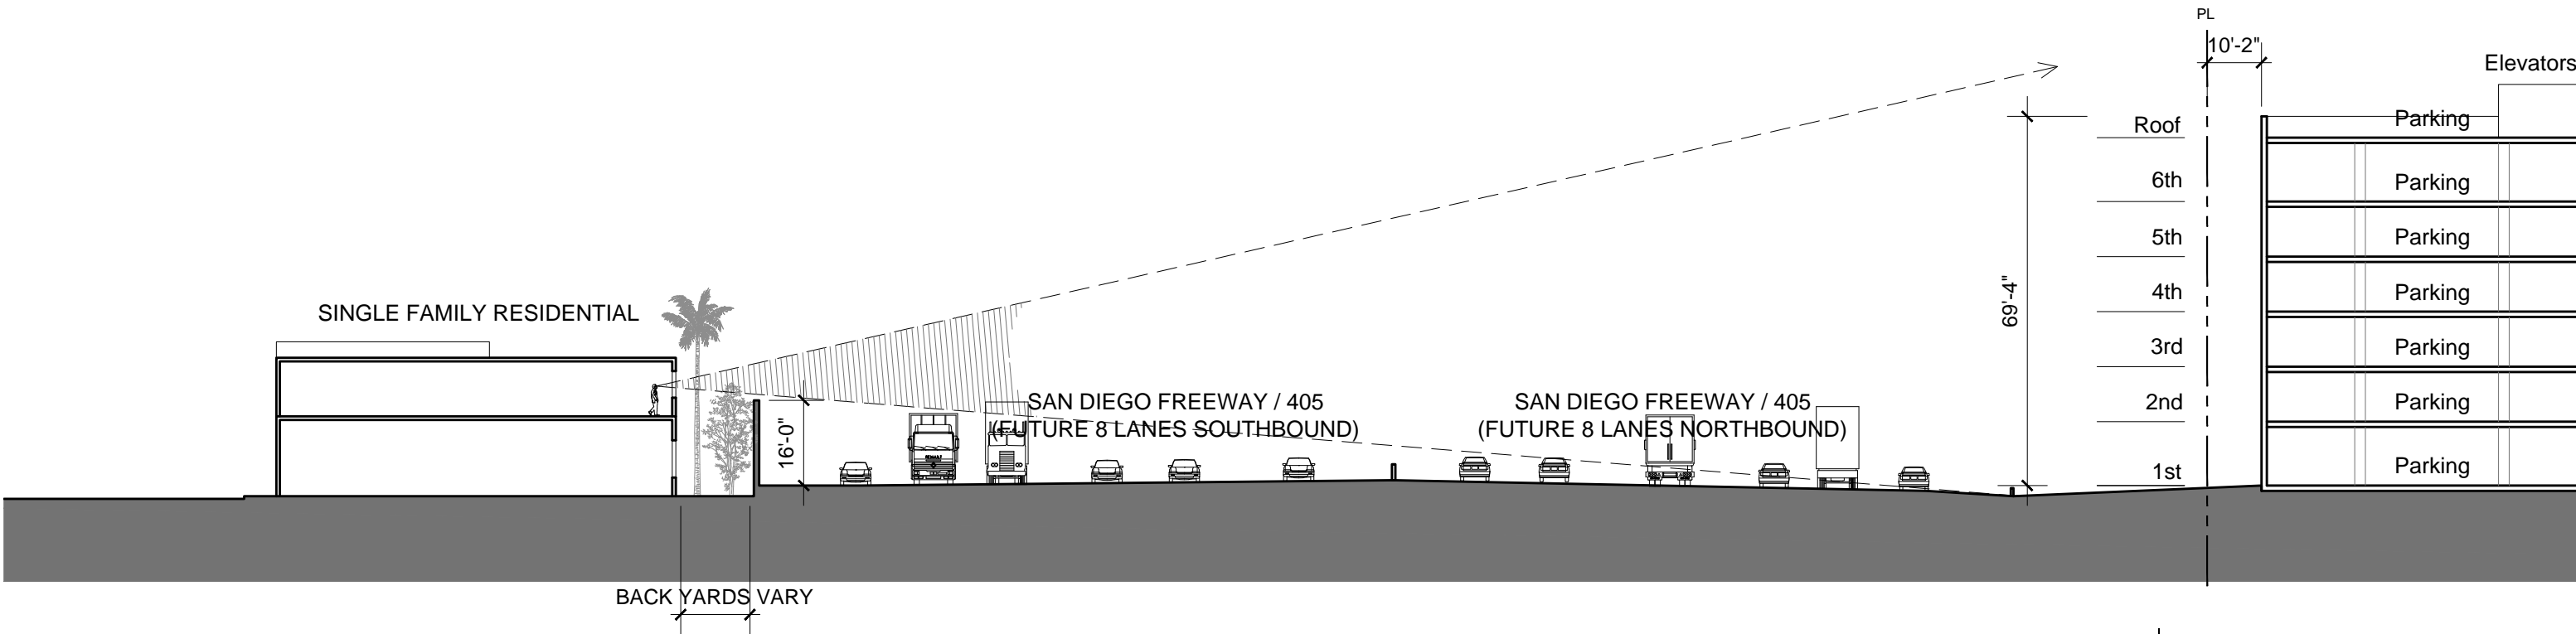 PL
10'-2"
Elevators
Roof
Parking
6th
Parking
5th
Parking
4th
Parking
3rd
Parking
2nd
Parking
1st
Parking
69'-4"
SINGLE FAMILY RESIDENTIAL
16'-0"
SAN DIEGO FREEWAY / 405
(FUTURE 8 LANES SOUTHBOUND)
SAN DIEGO FREEWAY / 405
(FUTURE 8 LANES NORTHBOUND)
BACK YARDS VARY